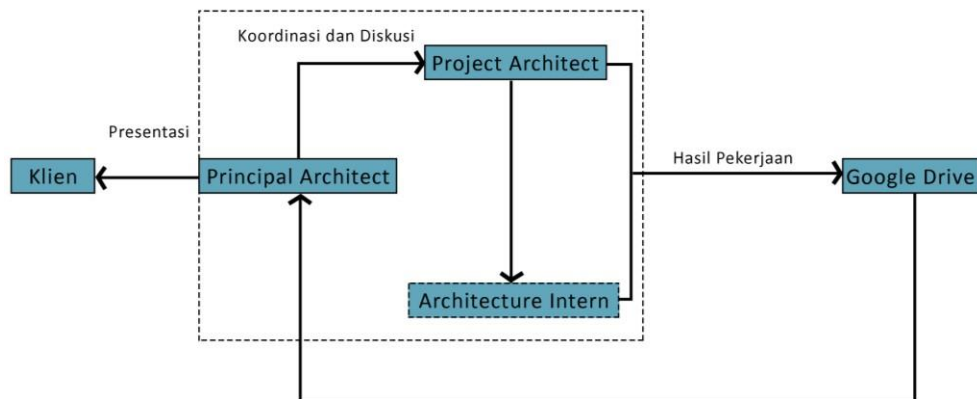 Koordinasi dan Diskusi
Project Architect
Presentasi
Klien
Principal Architect
Hasil Pekerjaan
Google Drive
Architecture Intern